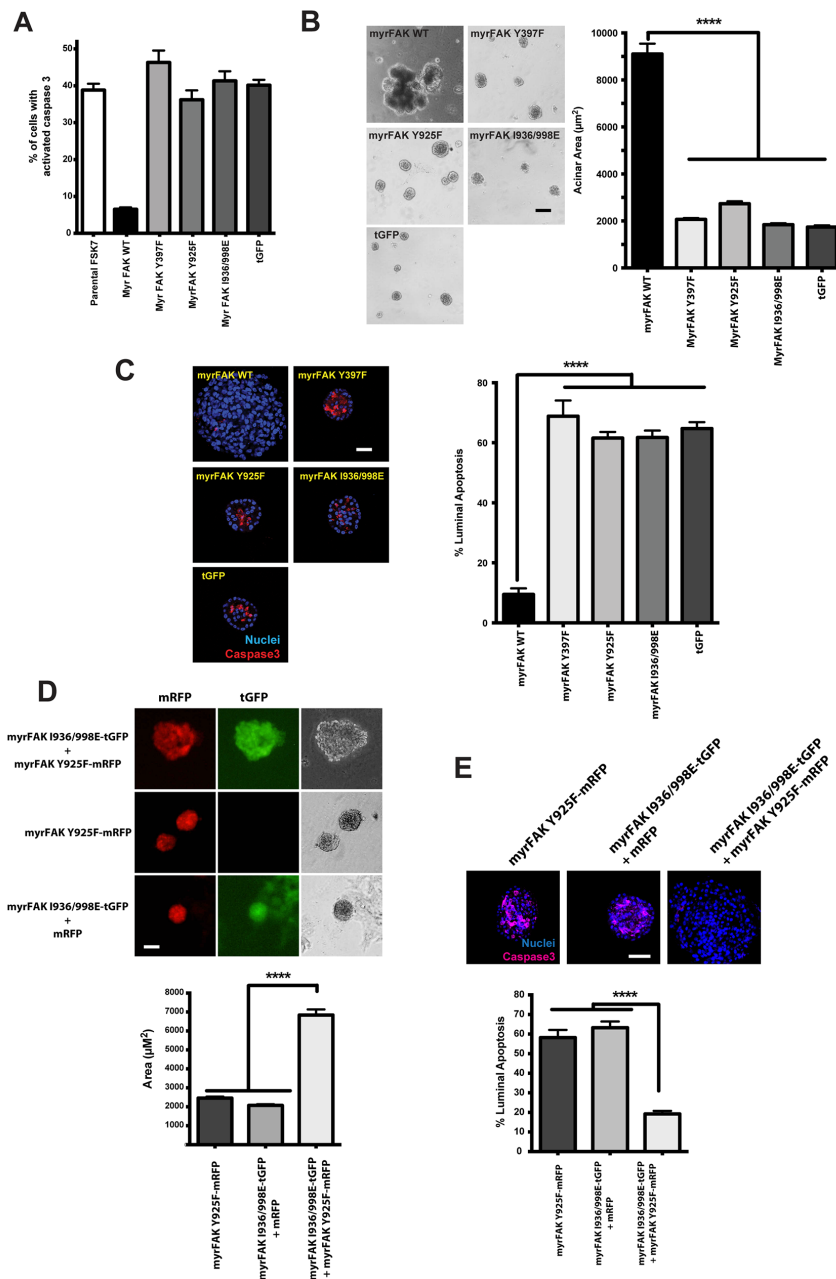 A
% of cells with
activated caspase 3
50
40
30
20
10
0
Parental FSK7
Myr FAK WT
Myr FAK Y397F
MyrFAK Y925F
Myr FAK I936/998E
tGFP
B
myrFAK WT
myrFAK Y397F
myrFAK Y925F
myrFAK I936/998E
tGFP
****
Acinar Area (µm²)
10000
8000
6000
4000
2000
0
myrFAK WT
MyrFAK Y397F
MyrFAK Y925F
MyrFAK I936/998E
tGFP
C
myrFAK WT
myrFAK Y397F
myrFAK Y925F
myrFAK I936/998E
tGFP
Nuclei
Caspase3
****
% Luminal Apoptosis
80
60
40
20
0
myrFAK WT
myrFAK Y397F
myrFAK Y925F
myrFAK I936/998E
tGFP
D
mRFP
tGFP
myrFAK I936/998E-tGFP
+
myrFAK Y925F-mRFP
myrFAK Y925F-mRFP
myrFAK I936/998E-tGFP
+
mRFP
****
Area (µM²)
8000
7000
6000
5000
4000
3000
2000
1000
0
myrFAK Y925F-mRFP
myrFAK I936/998E-tGFP
+ mRFP
myrFAK I936/998E-tGFP
+ myrFAK Y925F-mRFP
E
myrFAK Y925F-mRFP
myrFAK I936/998E-tGFP
+ mRFP
myrFAK I936/998E-tGFP
+ myrFAK Y925F-mRFP
Nuclei
Caspase3
****
% Luminal Apoptosis
80
70
60
50
40
30
20
10
0
myrFAK Y925F-mRFP
myrFAK I936/998E-tGFP
+ mRFP
myrFAK I936/998E-tGFP
+ myrFAK Y925F-mRFP